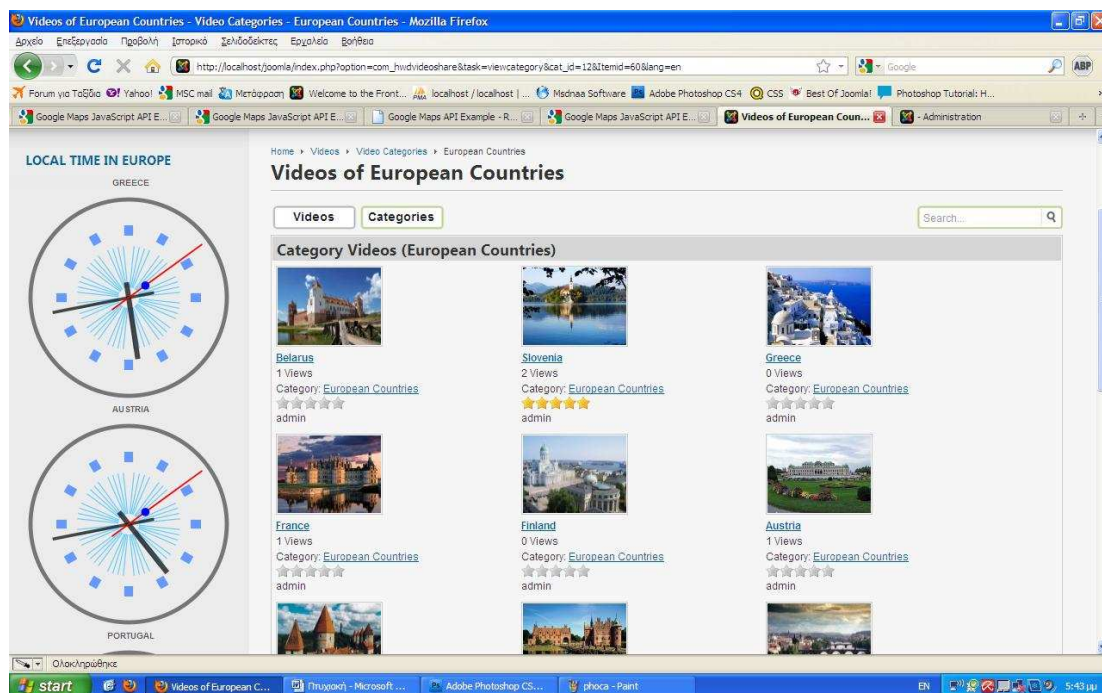 Videos of European Countries - Video Categories - European Countries - Mozilla Firefox
Αρχείο Επεξεργασία Προβολή Ιστορικό Σελιδοδείκτες Εργαλεία Βοήθεια
http://localhost/joomla/index.php?option=com_hwdvideoshare&task=viewcategory&cat_id=12&Itemid=60&lang=en
Google
ABP
Forum για Ταξίδια Yahoo! MSC mail Μετάφραση Welcome to the Front... localhost / localhost | ... Msdnaa Software Adobe Photoshop CS4 CSS Best Of Joomla! Photoshop Tutorial: H...
Google Maps JavaScript API E... Google Maps JavaScript API E... Google Maps API Example - R... Google Maps JavaScript API E... Videos of European Coun... - Administration
LOCAL TIME IN EUROPE
GREECE
AUSTRIA
PORTUGAL
Home Videos Video Categories European Countries
Videos of European Countries
Videos Categories Search...
Category Videos (European Countries)
Belarus Slovenia Greece
1 Views 2 Views 0 Views
Category: European Countries Category: European Countries Category: European Countries
admin admin admin
France Finland Austria
1 Views 0 Views 1 Views
Category: European Countries Category: European Countries Category: European Countries
admin admin admin
Ολοκληρώθηκε
start Videos of European C... Πτυχιακή - Microsoft ... Adobe Photoshop CS... phoca - Paint EN 5:43 μμ